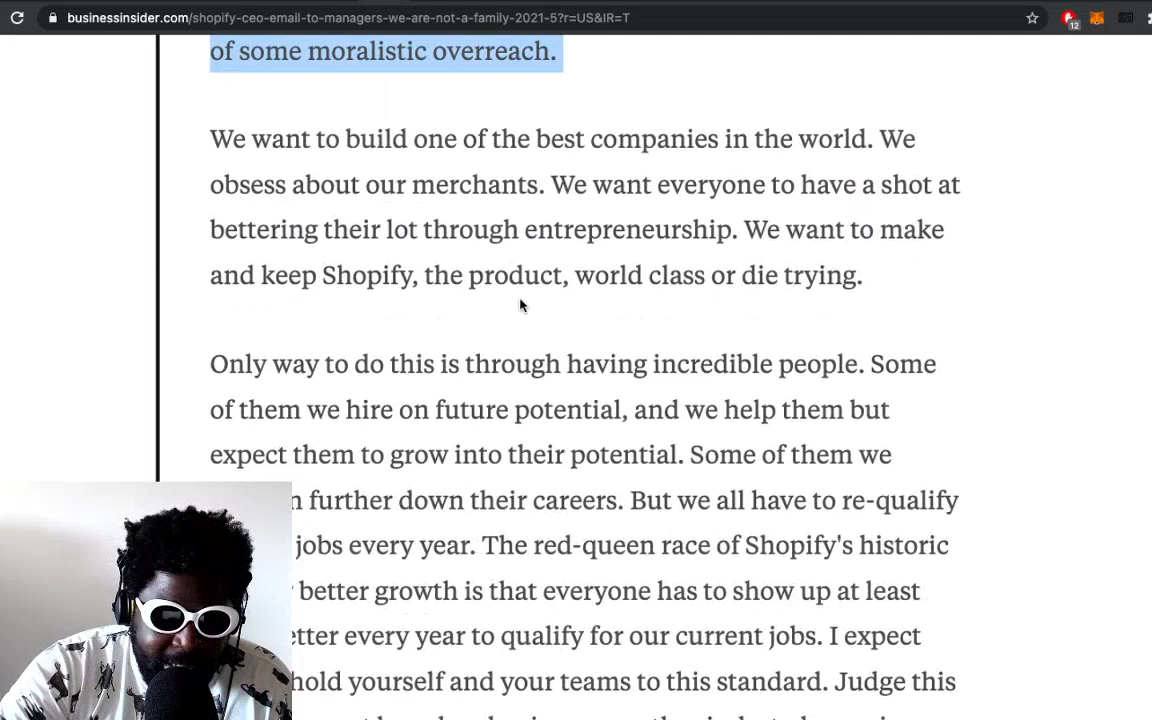 businessinsider.com/shopify-ceo-email-to-managers-we-are-not-a-family-2021-5?r=US&IR=T
12
of some moralistic overreach.
We want to build one of the best companies in the world. We
obsess about our merchants. We want everyone to have a shot at
bettering their lot through entrepreneurship. We want to make
and keep Shopify, the product, world class or die trying.
Only way to do this is through having incredible people. Some
of them we hire on future potential, and we help them but
expect them to grow into their potential. Some of them we
further down their careers. But we all have to re-qualify
jobs every year. The red-queen race of Shopify's historic
better growth is that everyone has to show up at least
every year to qualify for our current jobs. I expect
hold yourself and your teams to this standard. Judge this